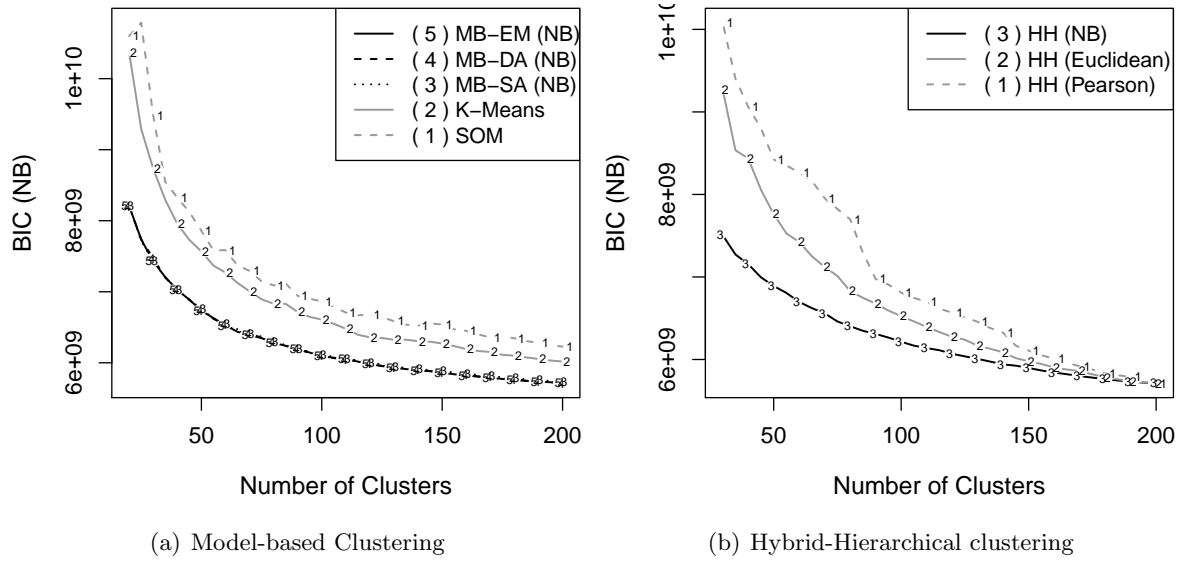 BIC (NB)
1e+10
8e+09
6e+09
( 5 ) MB−EM (NB)
( 4 ) MB−DA (NB)
( 3 ) MB−SA (NB)
( 2 ) K−Means
( 1 ) SOM
50 100 150 200
Number of Clusters
(a) Model-based Clustering
BIC (NB)
1e+10
8e+09
6e+09
( 3 ) HH (NB)
( 2 ) HH (Euclidean)
( 1 ) HH (Pearson)
50 100 150 200
Number of Clusters
(b) Hybrid-Hierarchical clustering